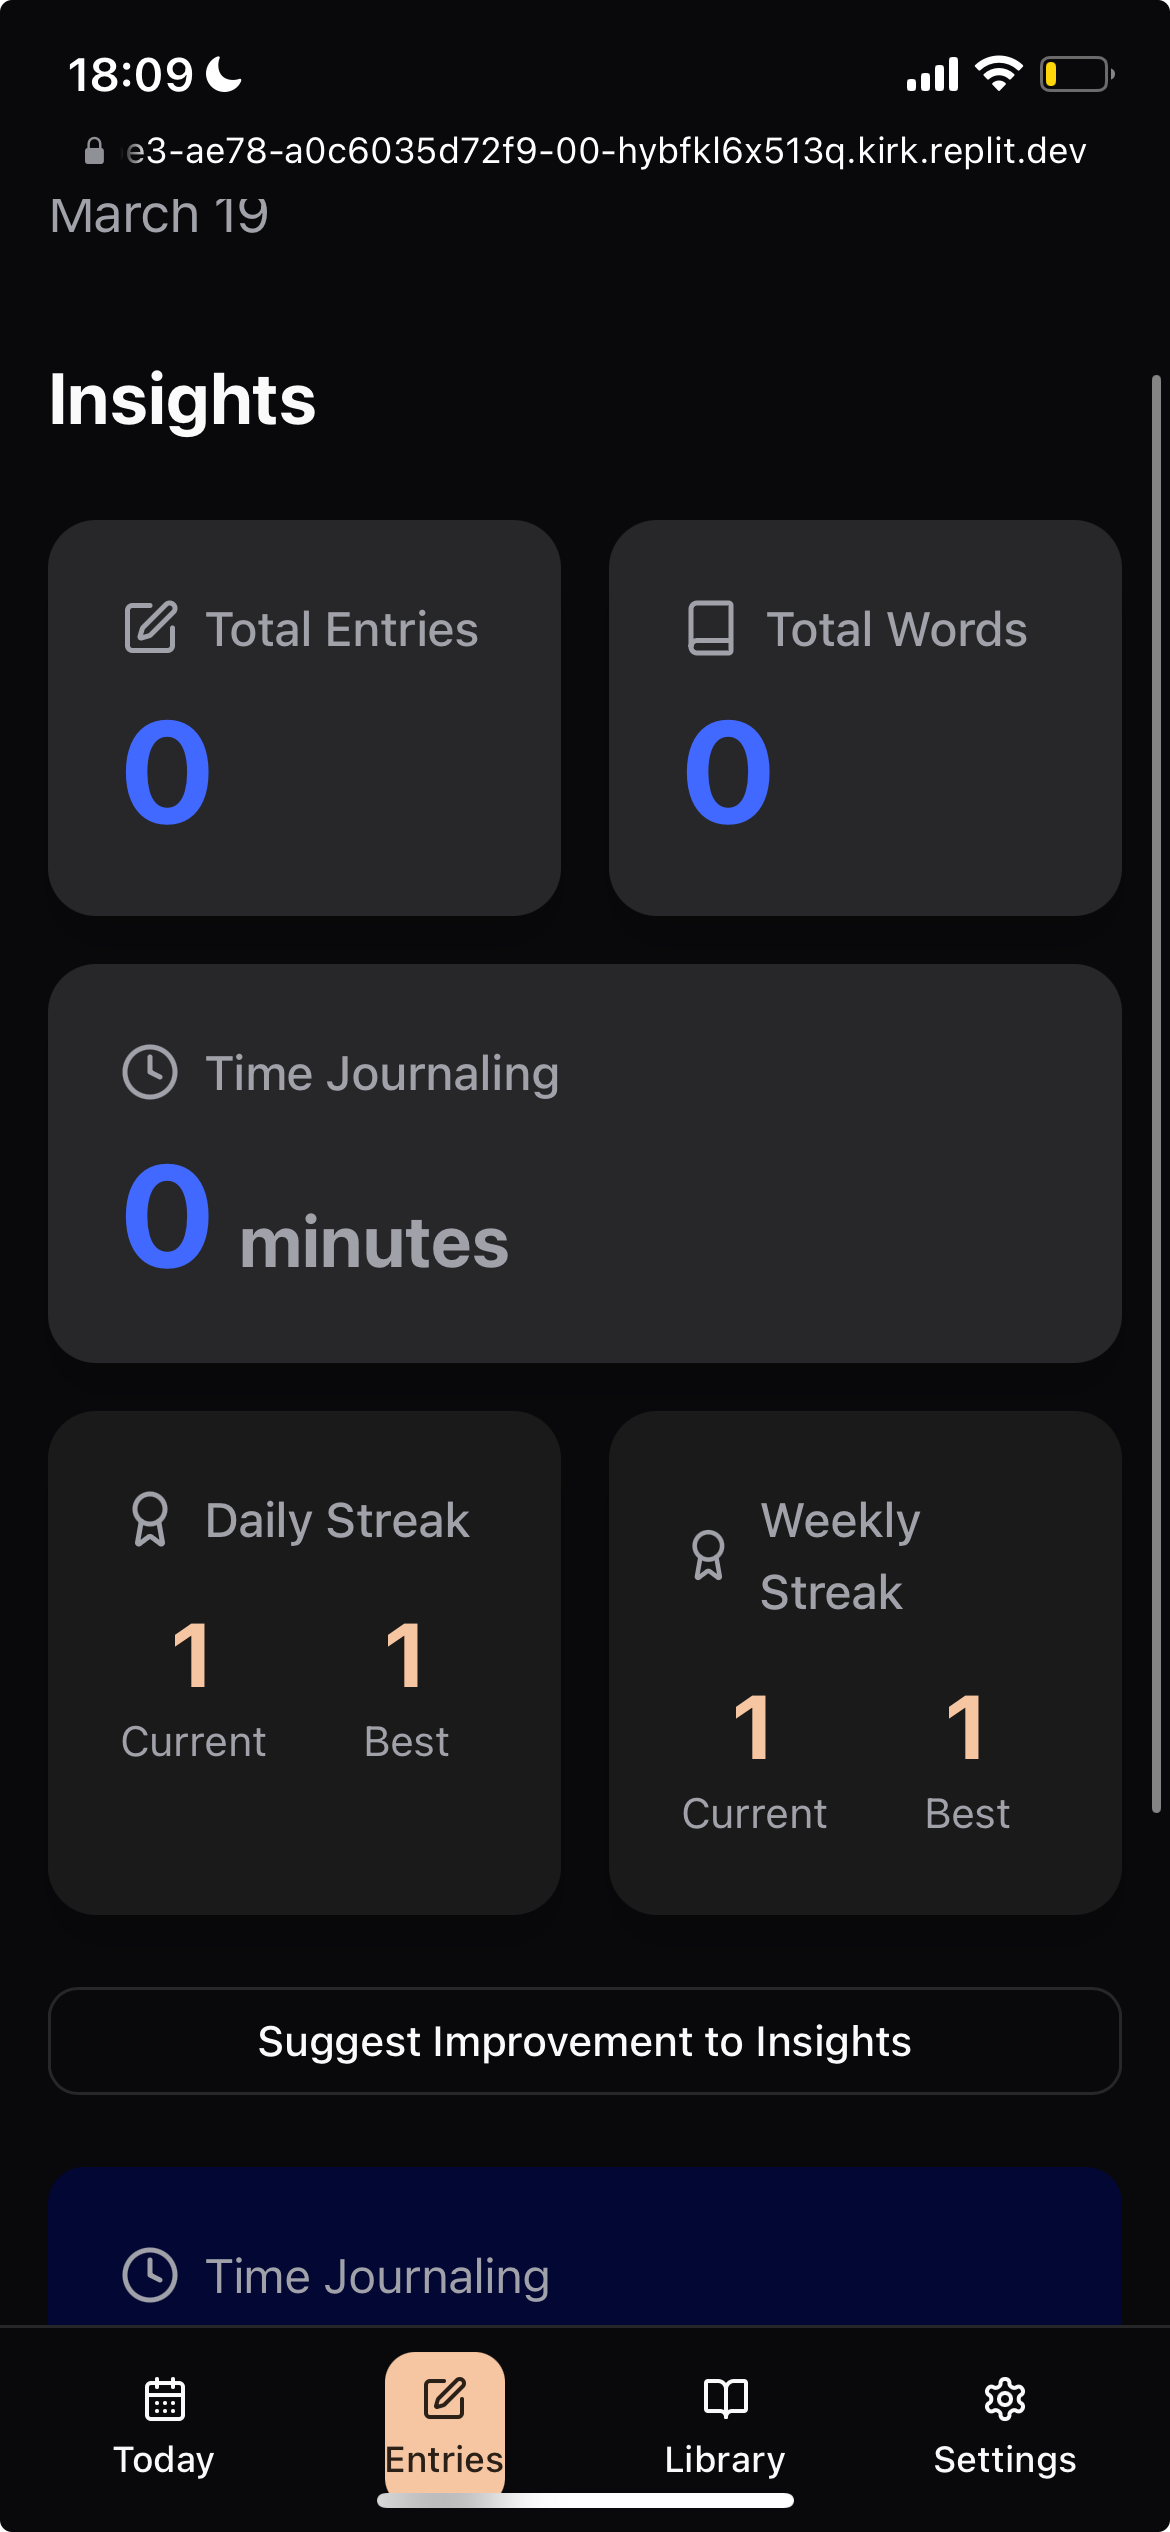 18:09
e3-ae78-a0c6035d72f9-00-hybfkl6x513q.kirk.replit.dev
March 19
Insights
Total Entries
0
Total Words
0
Time Journaling
0 minutes
Daily Streak
1 1
Current Best
Weekly
Streak
1 1
Current Best
Suggest Improvement to Insights
Time Journaling
Today
Entries
Library
Settings